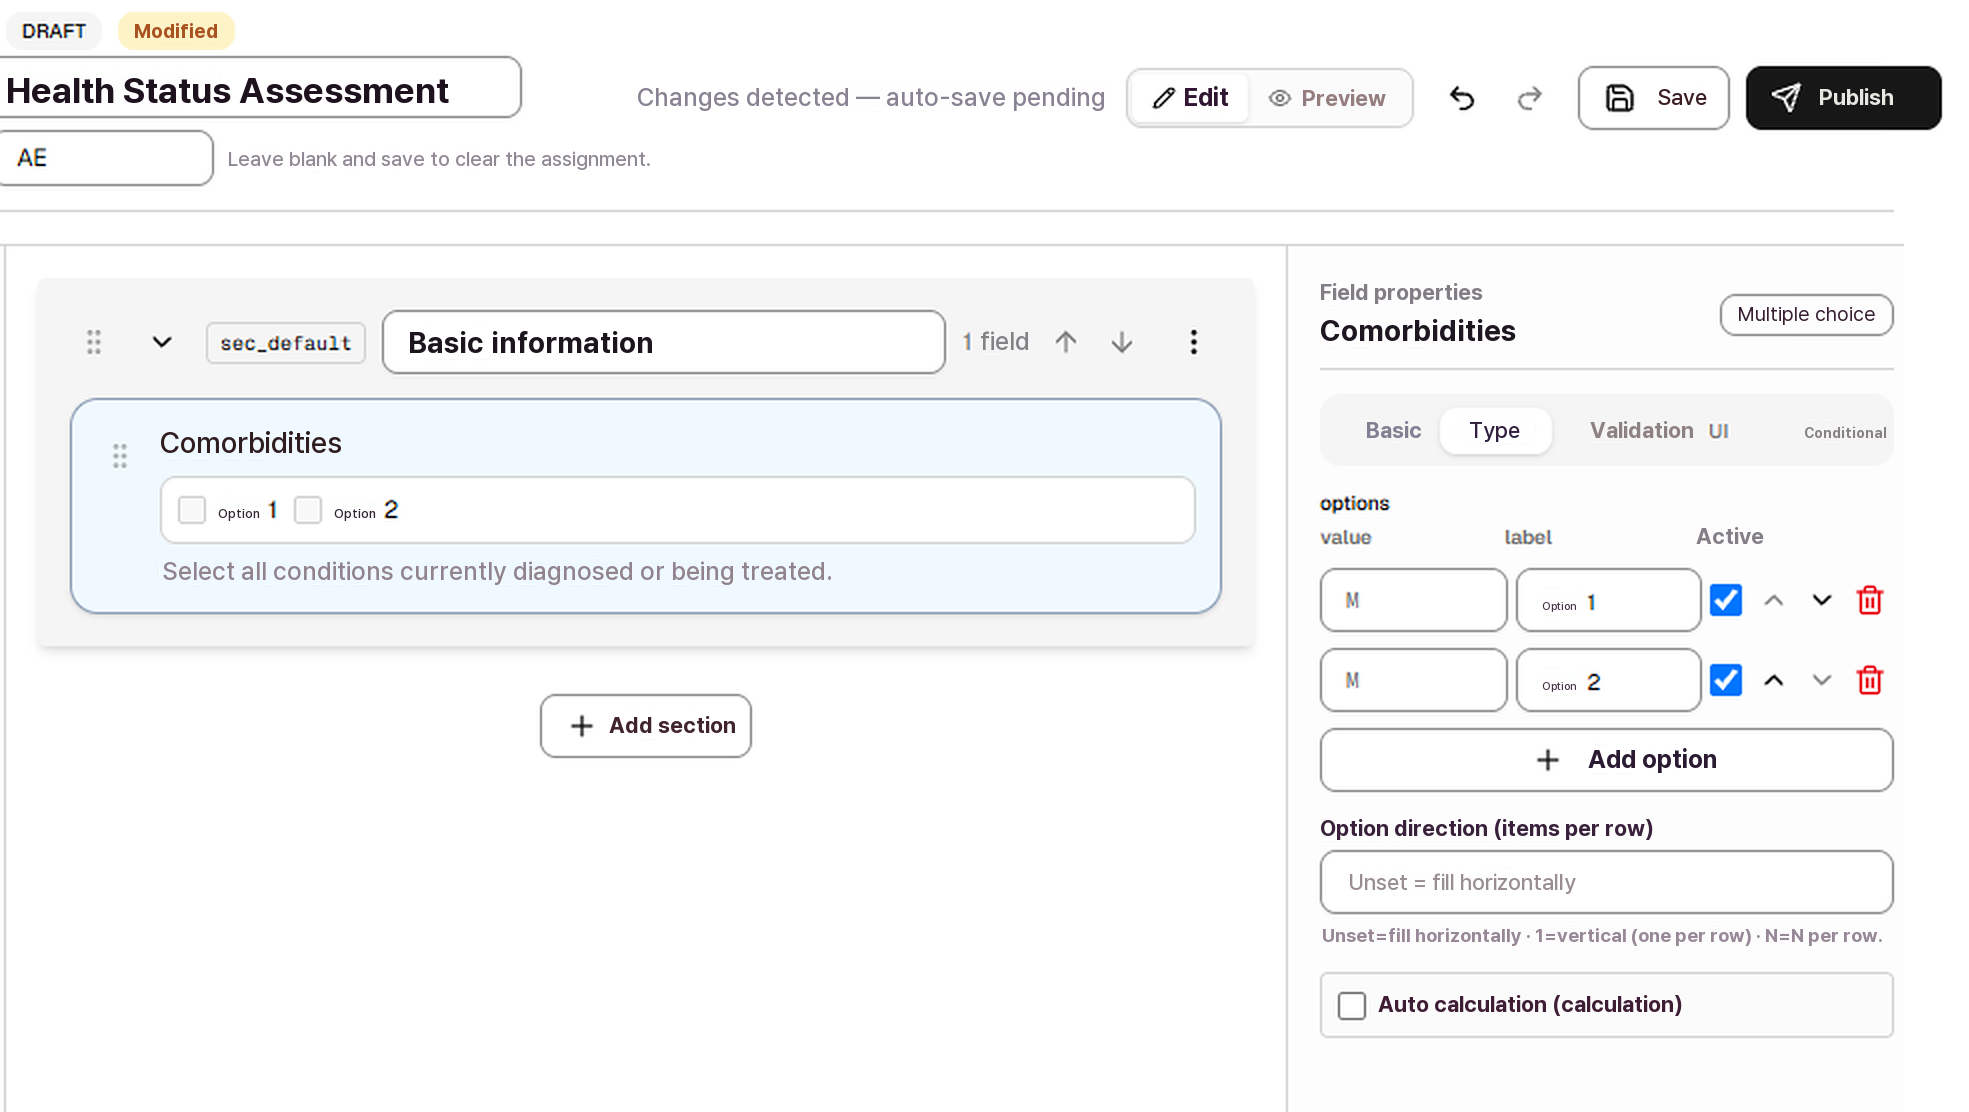 DRAFT Modified
Health Status Assessment
Changes detected — auto-save pending
Edit Preview
Save
Publish
AE
Leave blank and save to clear the assignment.
sec_default
Basic information
1 field
Comorbidities
Option 1 Option 2
Select all conditions currently diagnosed or being treated.
Add section
Field properties
Comorbidities
Multiple choice
Basic Type Validation UI Conditional
options
value label Active
M Option 1
M Option 2
Add option
Option direction (items per row)
Unset = fill horizontally
Unset=fill horizontally · 1=vertical (one per row) · N=N per row.
Auto calculation (calculation)